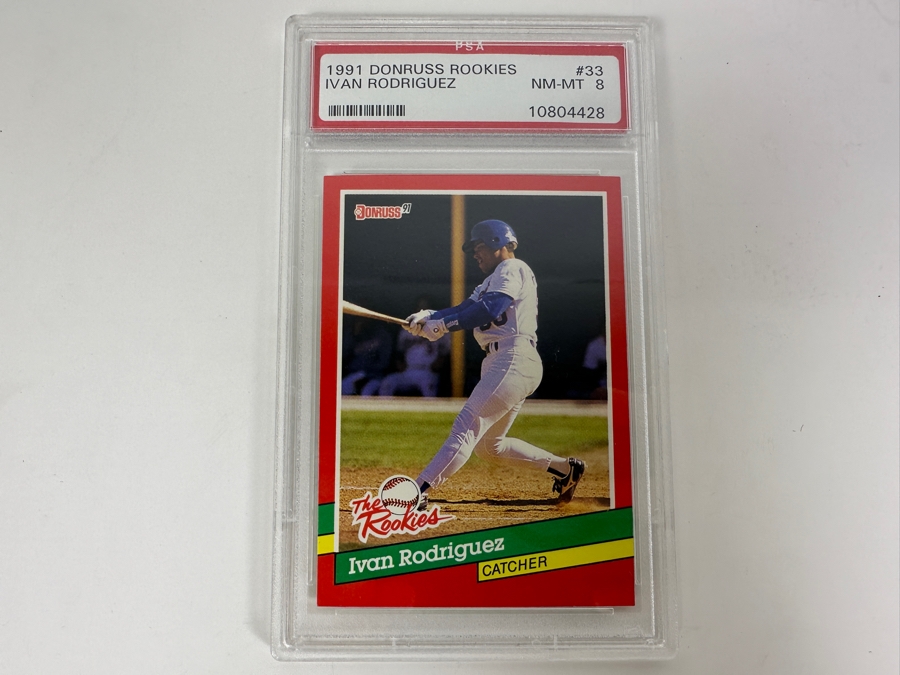 PSA
1991 DONRUSS ROOKIES #33
IVAN RODRIGUEZ NM-MT 8
10804428
DONRUSS '91
The
Rookies
Ivan Rodriguez
CATCHER